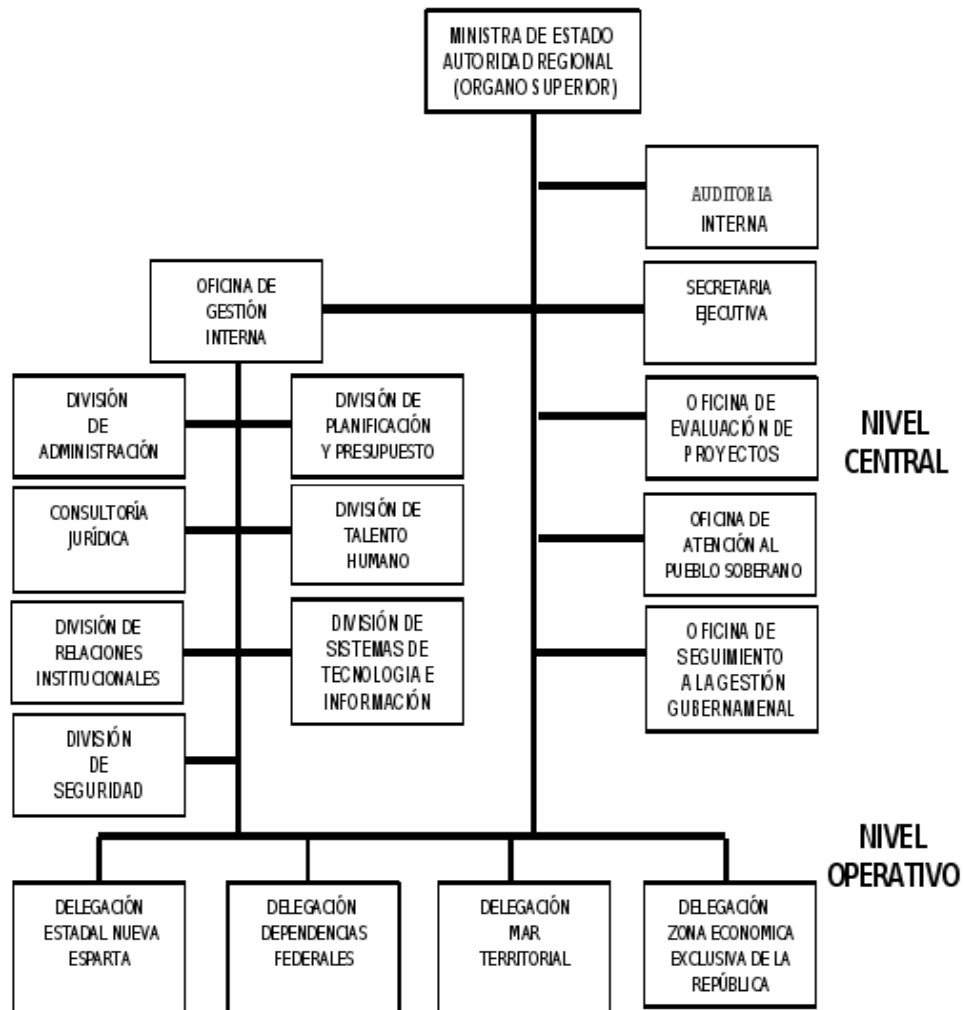 MINISTRA DE ESTADO
AUTORIDAD REGIONAL
(ORGANO SUPERIOR)
AUDITORIA
INTERNA
OFICINA DE
GESTIÓN
INTERNA
SECRETARIA
EJECUTIVA
DIVISIÓN
DE
ADMINISTRACIÓN
DIVISIÓN DE
PLANIFICACIÓN
Y PRESUPUESTO
OFICINA DE
EVALUACIÓN DE
PROYECTOS
NIVEL
CENTRAL
CONSULTORÍA
JURÍDICA
DIVISIÓN DE
TALENTO
HUMANO
OFICINA DE
ATENCIÓN AL
PUEBLO SOBERANO
DIVISIÓN DE
RELACIONES
INSTITUCIONALES
DIVISIÓN DE
SISTEMAS DE
TECNOLOGIA E
INFORMACIÓN
OFICINA DE
SEGUIMIENTO
A LA GESTIÓN
GUBERNAMENAL
DIVISIÓN
DE
SEGURIDAD
NIVEL
OPERATIVO
DELEGACIÓN
ESTADAL NUEVA
ESPARTA
DELEGACIÓN
DEPENDENCIAS
FEDERALES
DELEGACIÓN
MAR
TERRITORIAL
DELEGACIÓN
ZONA ECONOMICA
EXCLUSIVA DE LA
REPÚBLICA